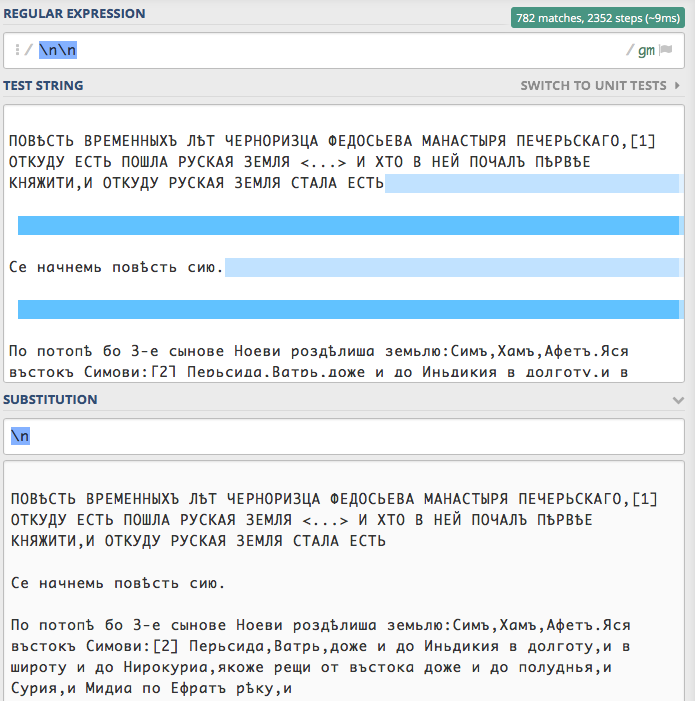 REGULAR EXPRESSION
782 matches, 2352 steps (~9ms)
/ \n\n / gm
TEST STRING
SWITCH TO UNIT TESTS
ПОВѢСТЬ ВРЕМЕННЫХЪ ЛѢТ ЧЕРНОРИЗЦА ФЕДОСЬЕВА МАНАСТЫРЯ ПЕЧЕРЬСКАГО,[1]
ОТКУДУ ЕСТЬ ПОШЛА РУСКАЯ ЗЕМЛЯ <...> И ХТО В НЕЙ ПОЧАЛЪ ПѢРВѢЕ
КНЯЖИТИ,И ОТКУДУ РУСКАЯ ЗЕМЛЯ СТАЛА ЕСТЬ
Се начнемь повѣсть сию.
По потопѣ бо 3-е сынове Ноеви роздѣлиша земьлю:Симъ,Хамъ,Афетъ.Яся
въстокъ Симови:[2] Перьсида,Ватрь,доже и до Иньдикия в долготу,и в
SUBSTITUTION
\n
ПОВѢСТЬ ВРЕМЕННЫХЪ ЛѢТ ЧЕРНОРИЗЦА ФЕДОСЬЕВА МАНАСТЫРЯ ПЕЧЕРЬСКАГО,[1]
ОТКУДУ ЕСТЬ ПОШЛА РУСКАЯ ЗЕМЛЯ <...> И ХТО В НЕЙ ПОЧАЛЪ ПѢРВѢЕ
КНЯЖИТИ,И ОТКУДУ РУСКАЯ ЗЕМЛЯ СТАЛА ЕСТЬ
Се начнемь повѣсть сию.
По потопѣ бо 3-е сынове Ноеви роздѣлиша земьлю:Симъ,Хамъ,Афетъ.Яся
въстокъ Симови:[2] Перьсида,Ватрь,доже и до Иньдикия в долготу,и в
широту и до Нирокуриа,якоже рещи от въстока доже и до полуднья,и
Сурия,и Мидиа по Ефратъ рѣку,и